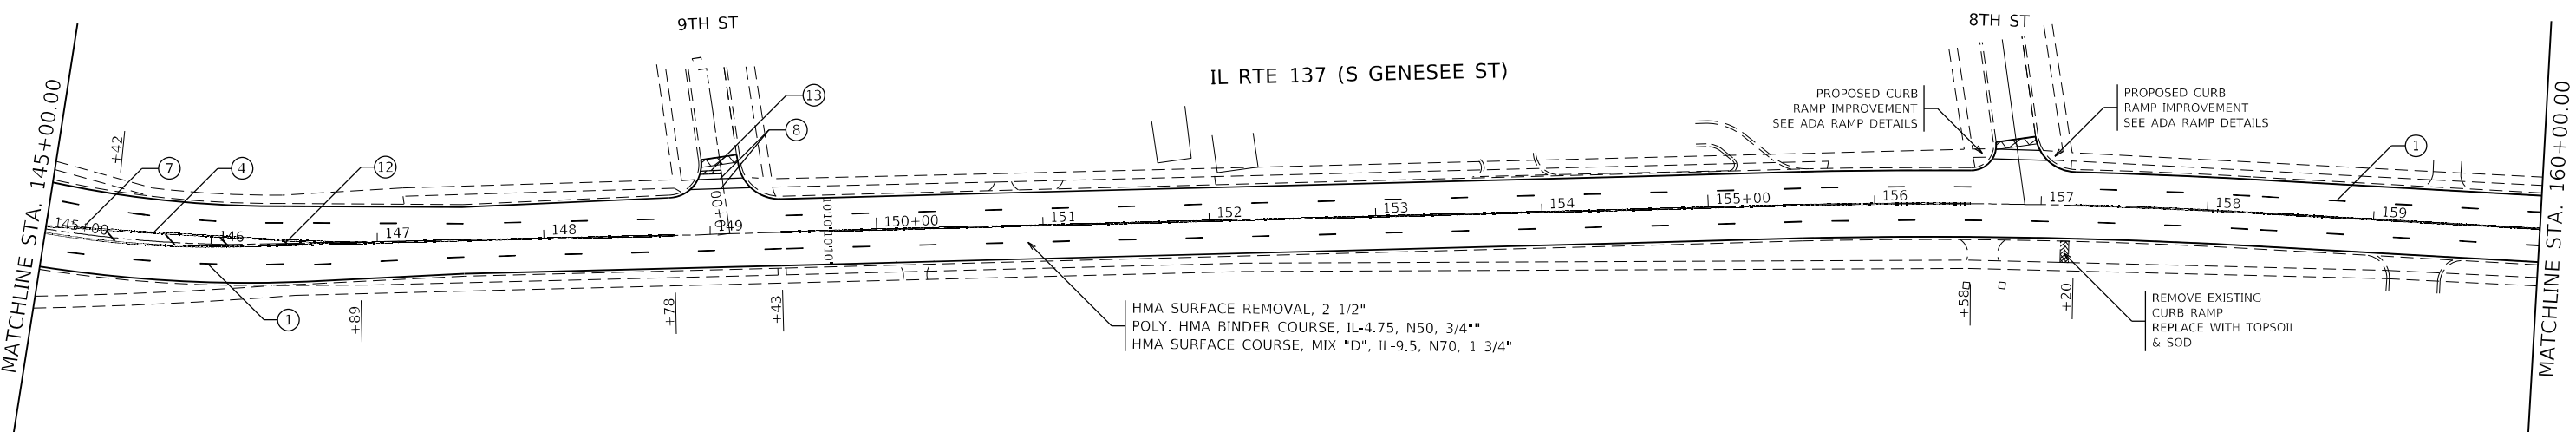 9TH ST
8TH ST
IL RTE 137 (S GENESEE ST)
MATCHLINE STA. 145+00.00
MATCHLINE STA. 160+00.00
+42
7
4
12
1
13
8
PROPOSED CURB
RAMP IMPROVEMENT
SEE ADA RAMP DETAILS
PROPOSED CURB
RAMP IMPROVEMENT
SEE ADA RAMP DETAILS
1
145+00
146
147
148
149
150+00
151
152
153
154
155+00
156
157
158
159
10'10'10'10'
1
+89
+78
+43
+58
+20
HMA SURFACE REMOVAL, 2 1/2"
POLY. HMA BINDER COURSE, IL-4.75, N50, 3/4""
HMA SURFACE COURSE, MIX "D", IL-9.5, N70, 1 3/4"
REMOVE EXISTING
CURB RAMP
REPLACE WITH TOPSOIL
& SOD